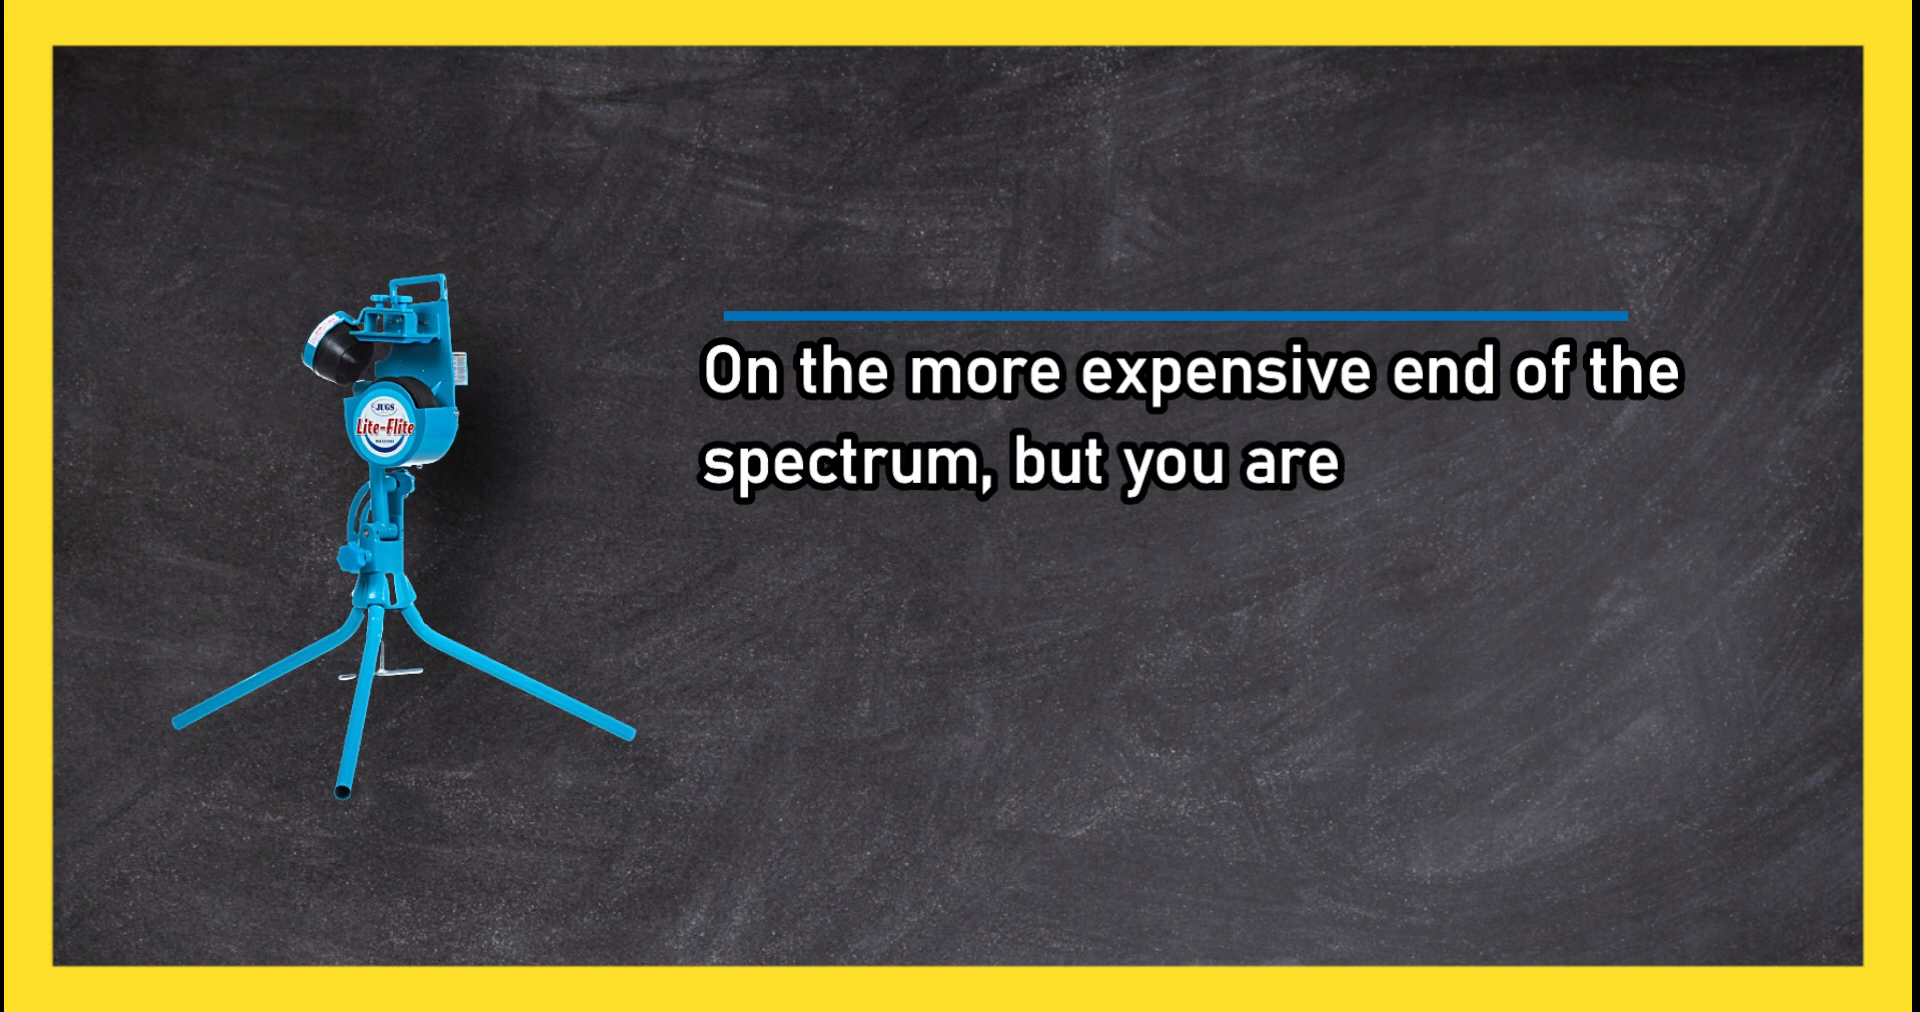 JUGS
Lite-Flite
On the more expensive end of the
spectrum, but you are